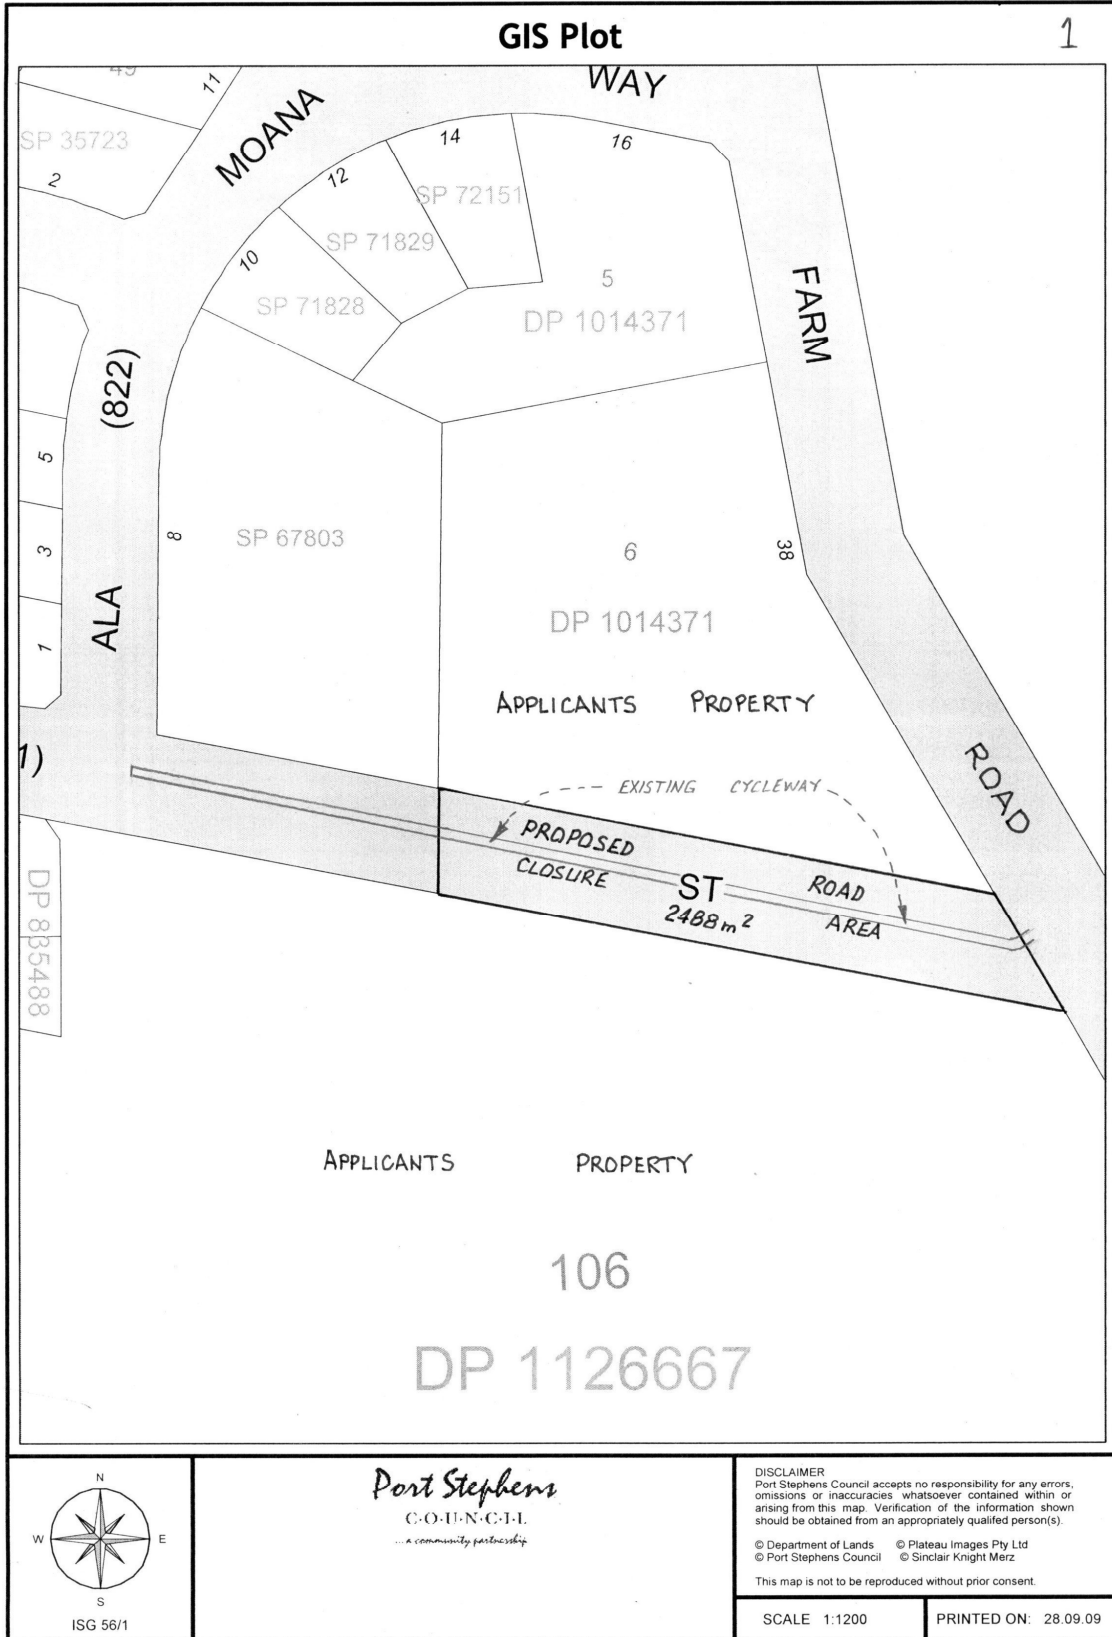 GIS Plot
1
11
SP 35723
2
MOANA
WAY
14
16
12
SP 72151
SP 71829
10
SP 71828
5
DP 1014371
FARM
(822)
5
3
1
ALA
8
SP 67803
6
DP 1014371
38
APPLICANTS PROPERTY
ROAD
1)
EXISTING CYCLEWAY
PROPOSED ROAD
CLOSURE AREA
ST
2488m²
DP 835488
APPLICANTS PROPERTY
106
DP 1126667
N
W E
S
ISG 56/1
Port Stephens
C·O·U·N·C·I·L
... a community partnership
DISCLAIMER
Port Stephens Council accepts no responsibility for any errors,
omissions or inaccuracies whatsoever contained within or
arising from this map. Verification of the information shown
should be obtained from an appropriately qualifed person(s).
© Department of Lands © Plateau Images Pty Ltd
© Port Stephens Council © Sinclair Knight Merz
This map is not to be reproduced without prior consent.
SCALE 1:1200
PRINTED ON: 28.09.09